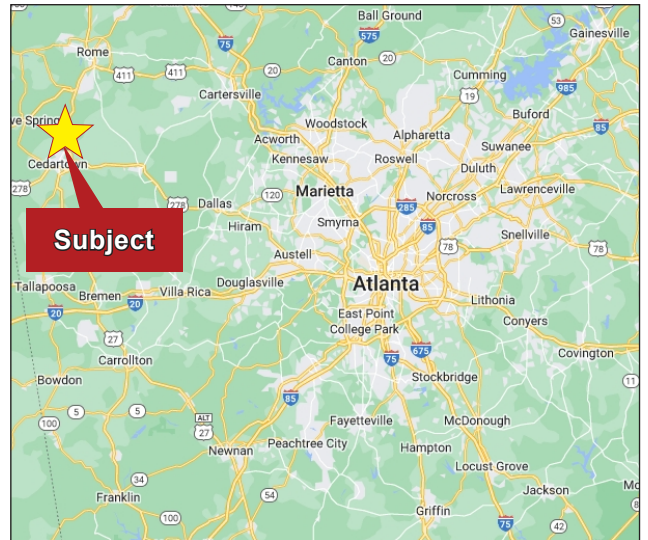 Ball Ground
53
Gainesville
Rome
75
575
20
Canton
411
411
20
Cumming
985
Cartersville
19
Buford
ve Spring
Woodstock
Acworth
Alpharetta
85
Suwanee
Cedartown
Kennesaw
Roswell
Duluth
278
Marietta
Lawrenceville
120
278
Dallas
285
Norcross
Hiram
Smyrna
85
Snellville
Subject
78
78
Austell
Tallapoosa
Bremen
20
Villa Rica
Douglasville
Atlanta
20
Lithonia
East Point
College Park
Conyers
27
75
675
Covington
Carrollton
Bowdon
Stockbridge
11
85
5
5
100
ALT
27
Fayetteville
McDonough
Newnan
Peachtree City
Hampton
Locust Grove
34
54
Jackson
Mo
Franklin
100
Griffin
75
42
8